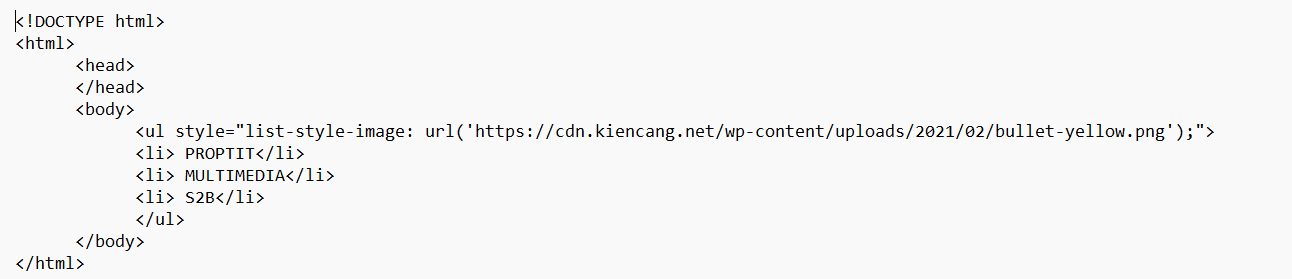 <!DOCTYPE html>
<html>
<head>
</head>
<body>
<ul style="list-style-image: url('https://cdn.kiencang.net/wp-content/uploads/2021/02/bullet-yellow.png');">
<li> PROPTIT</li>
<li> MULTIMEDIA</li>
<li> S2B</li>
</ul>
</body>
</html>